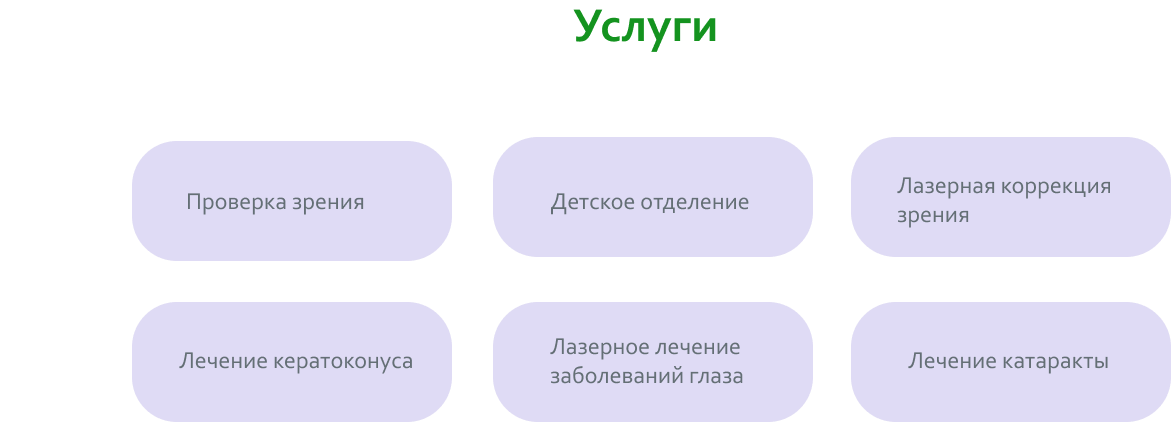 Услуги
Проверка зрения
Детское отделение
Лазерная коррекция
зрения
Лечение кератоконуса
Лазерное лечение
заболеваний глаза
Лечение катаракты